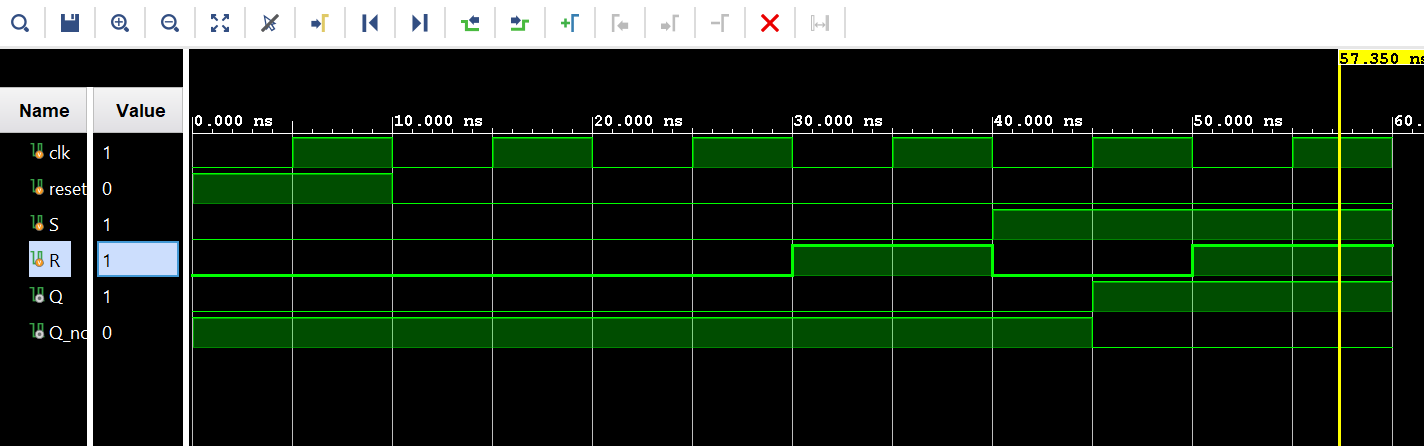 57.350 ns
Name Value
0.000 ns 10.000 ns 20.000 ns 30.000 ns 40.000 ns 50.000 ns 60.
clk 1
reset 0
S 1
R 1
Q 1
Q_nc 0